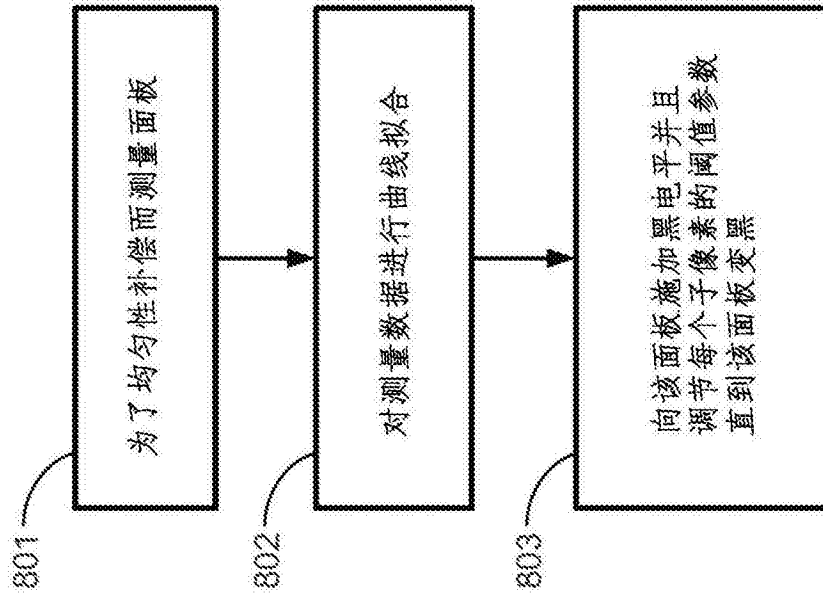 801
为了均匀性补偿而测量面板
802
对测量数据进行曲线拟合
803
向该面板施加黑电平并且
调节每个子像素的阈值参数
直到该面板变黑